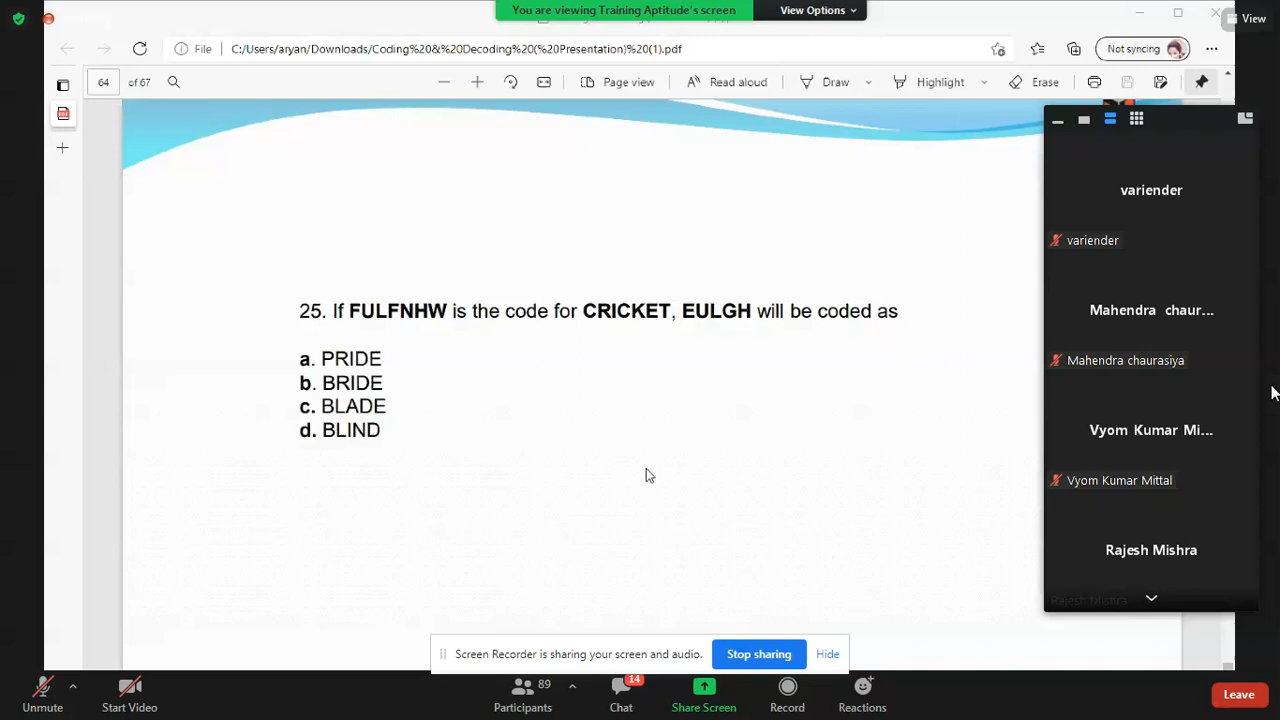 You are viewing Training Aptitude's screen
View Options
View
File
C:/Users/aryan/Downloads/Coding%20&%20Decoding%20(%20Presentation)%20(1).pdf
Not syncing
64
of 67
Page view
Read aloud
Draw
Highlight
Erase
variender
variender
Mahendra chaur...
Mahendra chaurasiya
Vyom Kumar Mi...
Vyom Kumar Mittal
Rajesh Mishra
Rajesh Mishra
25. If FULFNHW is the code for CRICKET, EULGH will be coded as
a. PRIDE
b. BRIDE
c. BLADE
d. BLIND
Screen Recorder is sharing your screen and audio.
Stop sharing
Hide
Unmute
Start Video
89
Participants
14
Chat
Share Screen
Record
Reactions
Leave